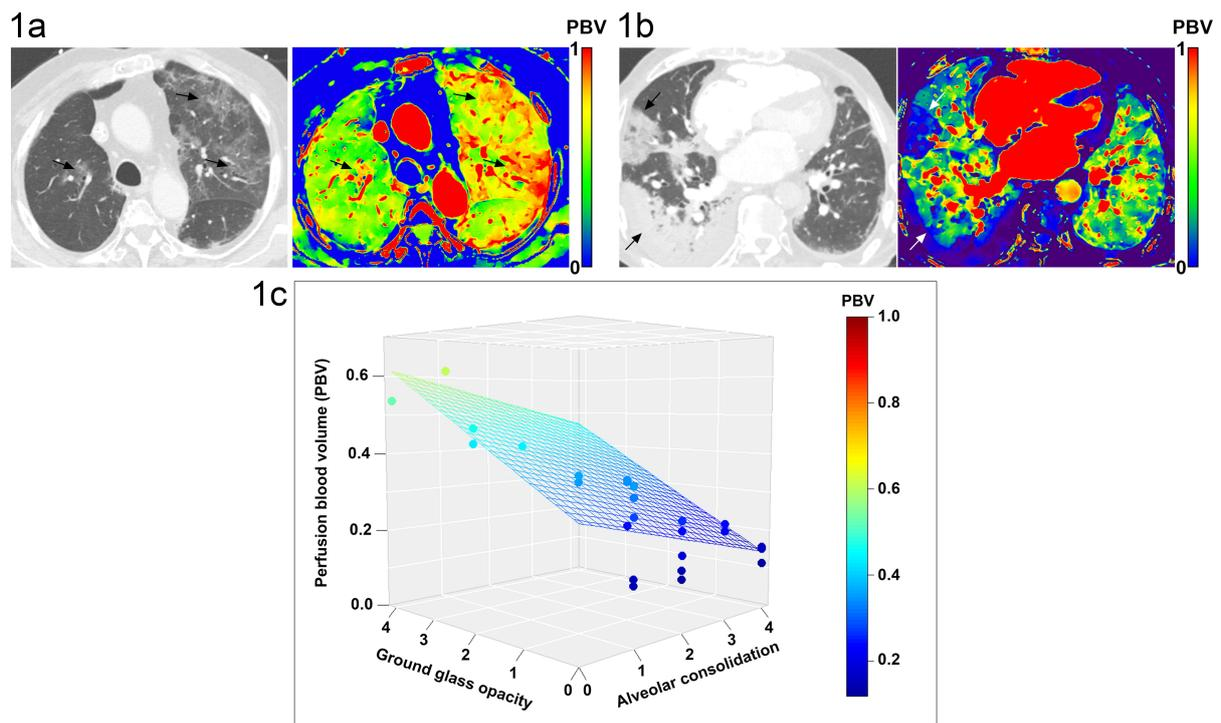 1a
PBV
1
0
1b
PBV
1
0
1c
PBV
1.0
0.8
0.6
0.4
0.2
Perfusion blood volume (PBV)
0.6
0.4
0.2
0.0
4
3
2
1
0
Ground glass opacity
0
1
2
3
4
Alveolar consolidation